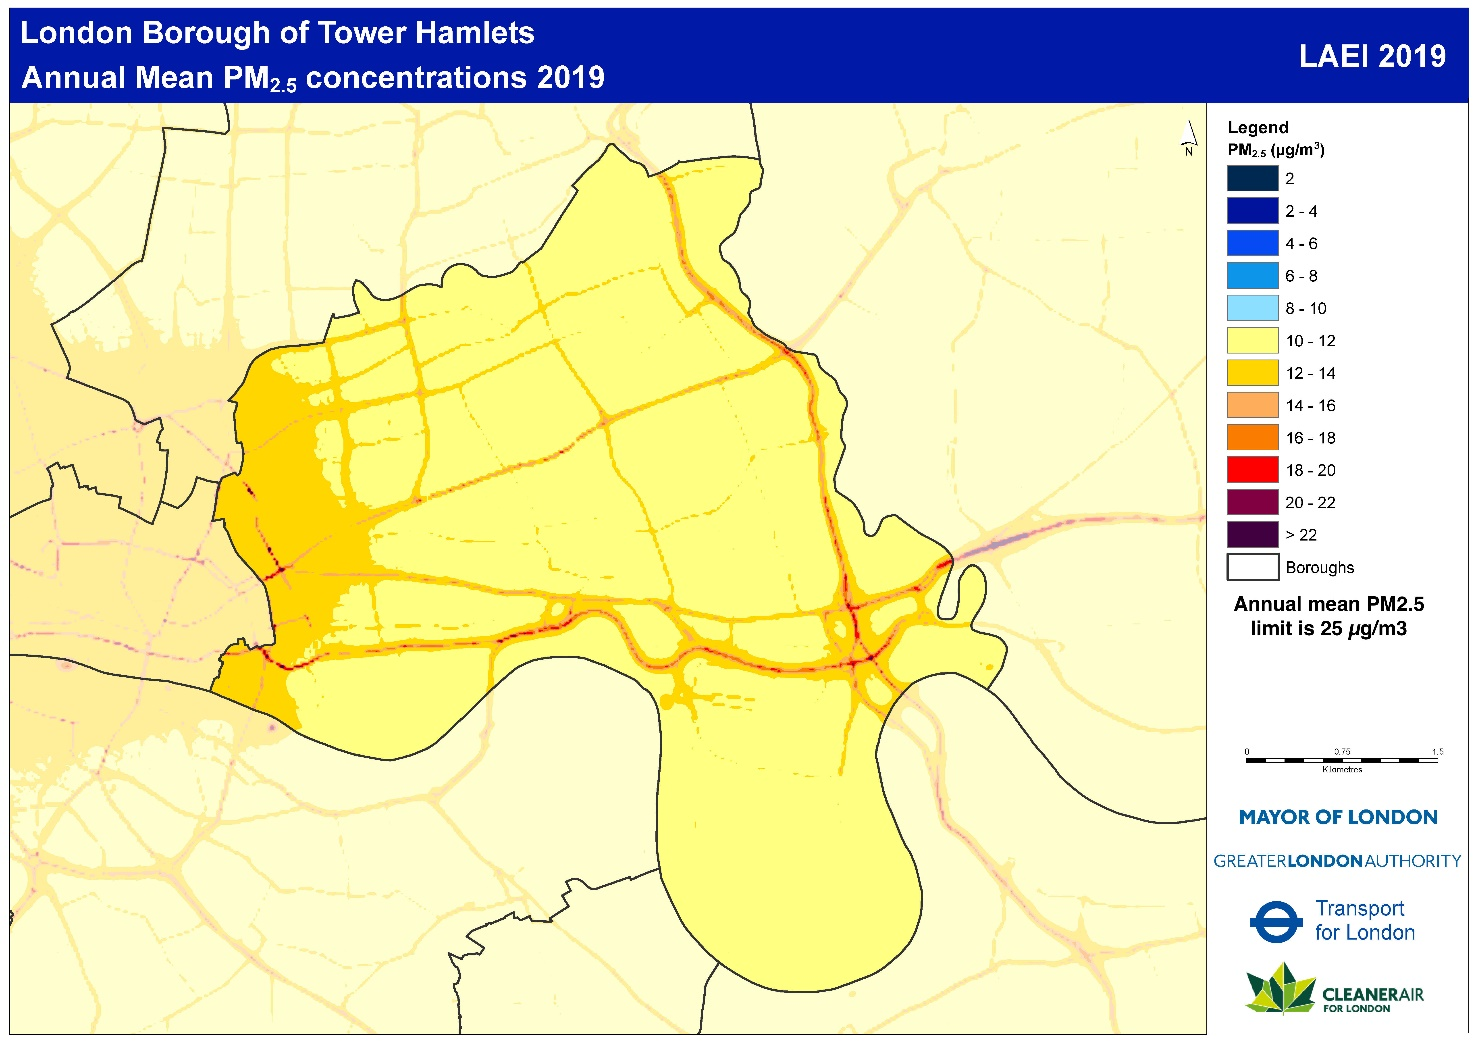 London Borough of Tower Hamlets
Annual Mean PM2.5 concentrations 2019
LAEI 2019
N
Legend
PM2.5 (µg/m³)
2
2 - 4
4 - 6
6 - 8
8 - 10
10 - 12
12 - 14
14 - 16
16 - 18
18 - 20
20 - 22
> 22
Boroughs
Annual mean PM2.5
limit is 25 µg/m3
0 0.75 1.5
Kilometres
MAYOR OF LONDON
GREATERLONDONAUTHORITY
Transport
for London
CLEANERAIR
FOR LONDON